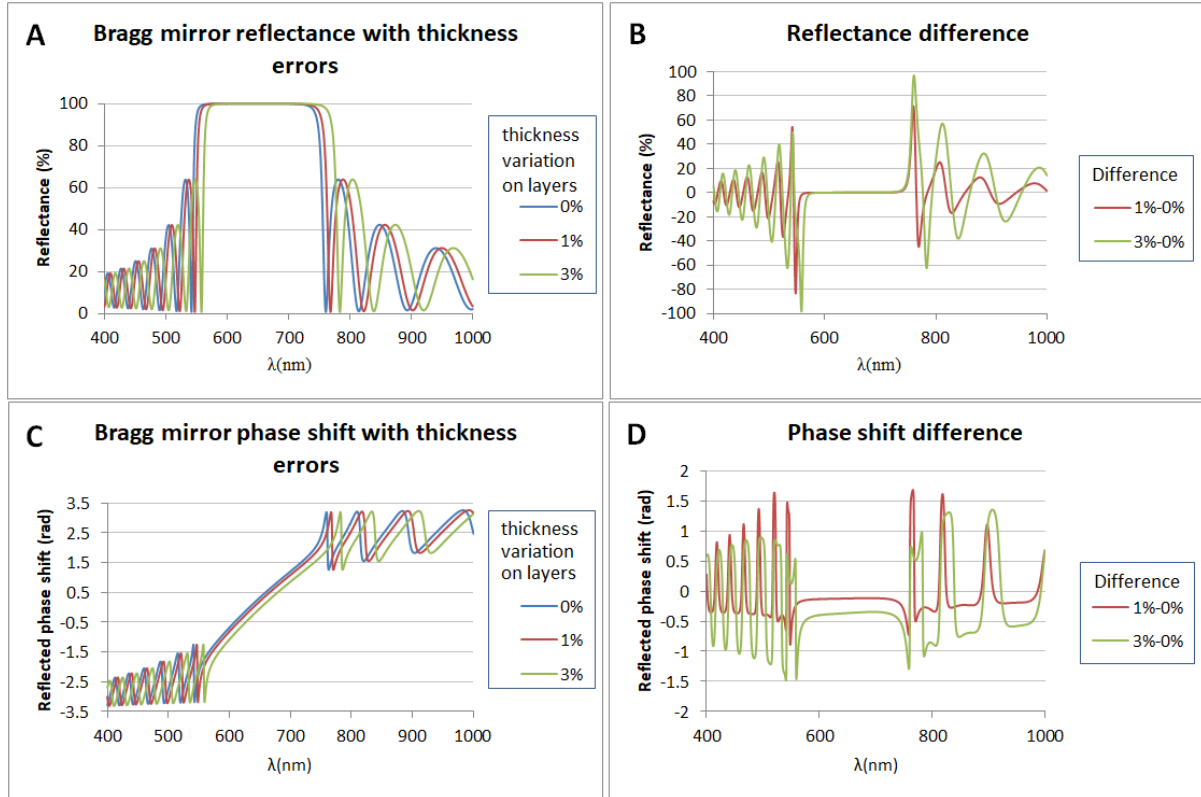 A
Bragg mirror reflectance with thickness
errors
Reflectance (%)
100
80
60
40
20
0
400 500 600 700 800 900 1000
λ(nm)
thickness
variation
on layers
0%
1%
3%
B
Reflectance difference
Reflectance (%)
100
80
60
40
20
0
-20
-40
-60
-80
-100
400 600 800 1000
λ(nm)
Difference
1%-0%
3%-0%
C
Bragg mirror phase shift with thickness
errors
Reflected phase shift (rad)
3.5
2.5
1.5
0.5
-0.5
-1.5
-2.5
-3.5
400 500 600 700 800 900 1000
λ(nm)
thickness
variation
on layers
0%
1%
3%
D
Phase shift difference
Reflected phase shift (rad)
2
1.5
1
0.5
0
-0.5
-1
-1.5
-2
400 600 800 1000
λ(nm)
Difference
1%-0%
3%-0%